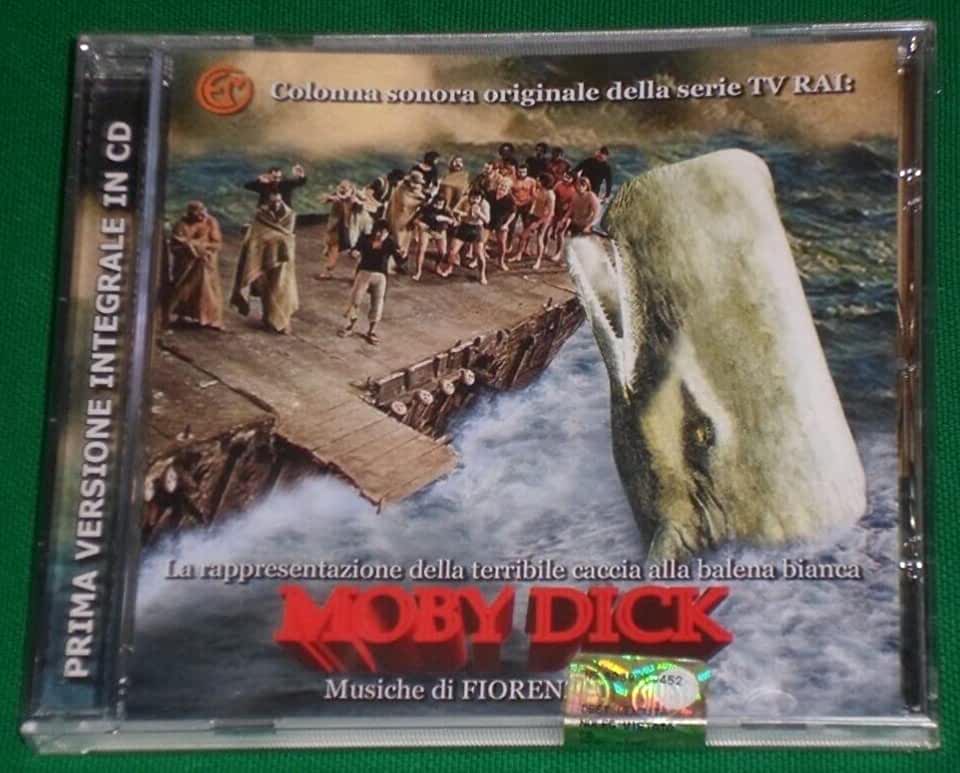 PRIMA VERSIONE INTEGRALE IN CD
Colonna sonora originale della serie TV RAI:
La rappresentazione della terribile caccia alla balena bianca
MOBY DICK
Musiche di FIOREN
452